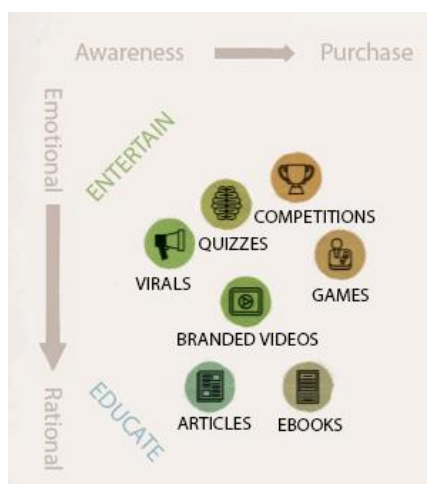 Awareness
Purchase
Emotional
ENTERTAIN
COMPETITIONS
QUIZZES
VIRALS
GAMES
BRANDED VIDEOS
Rational
EDUCATE
ARTICLES
EBOOKS